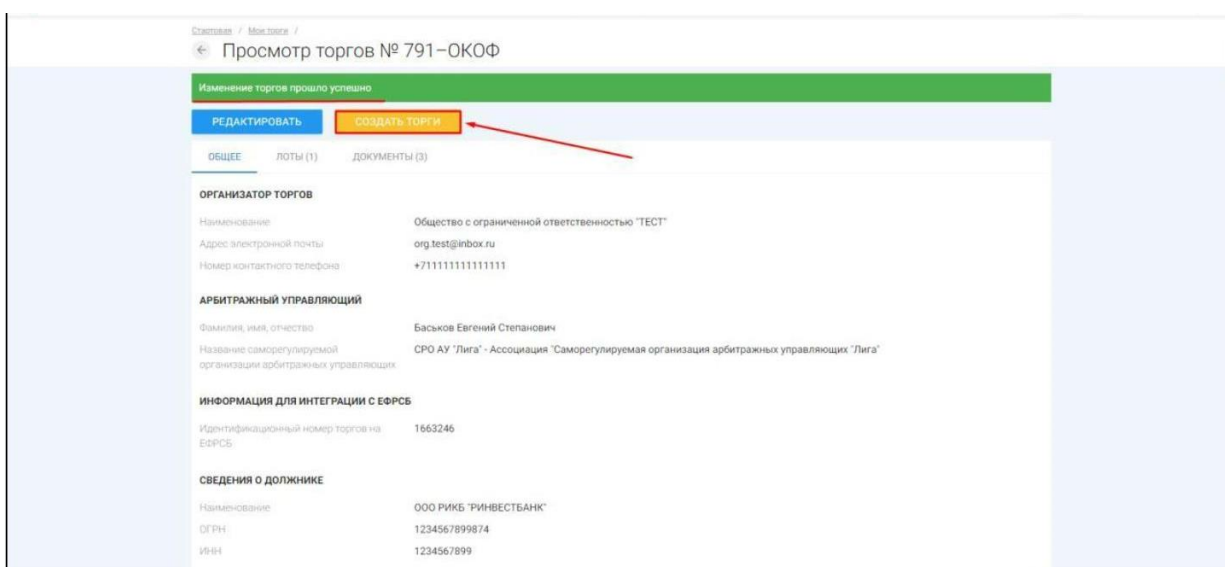 Стартовая / Мои торги /
← Просмотр торгов № 791–ОКОФ
Изменение торгов прошло успешно
РЕДАКТИРОВАТЬ СОЗДАТЬ ТОРГИ
ОБЩЕЕ ЛОТЫ (1) ДОКУМЕНТЫ (3)
ОРГАНИЗАТОР ТОРГОВ
Наименование Общество с ограниченной ответственностью "ТЕСТ"
Адрес электронной почты org.test@inbox.ru
Номер контактного телефона +711111111111111
АРБИТРАЖНЫЙ УПРАВЛЯЮЩИЙ
Фамилия, имя, отчество Баськов Евгений Степанович
Название саморегулируемой СРО АУ "Лига" - Ассоциация "Саморегулируемая организация арбитражных управляющих "Лига"
организации арбитражных управляющих
ИНФОРМАЦИЯ ДЛЯ ИНТЕГРАЦИИ С ЕФРСБ
Идентификационный номер торгов на 1663246
ЕФРСБ
СВЕДЕНИЯ О ДОЛЖНИКЕ
Наименование ООО РИКБ "РИНВЕСТБАНК"
ОГРН 1234567899874
ИНН 1234567899